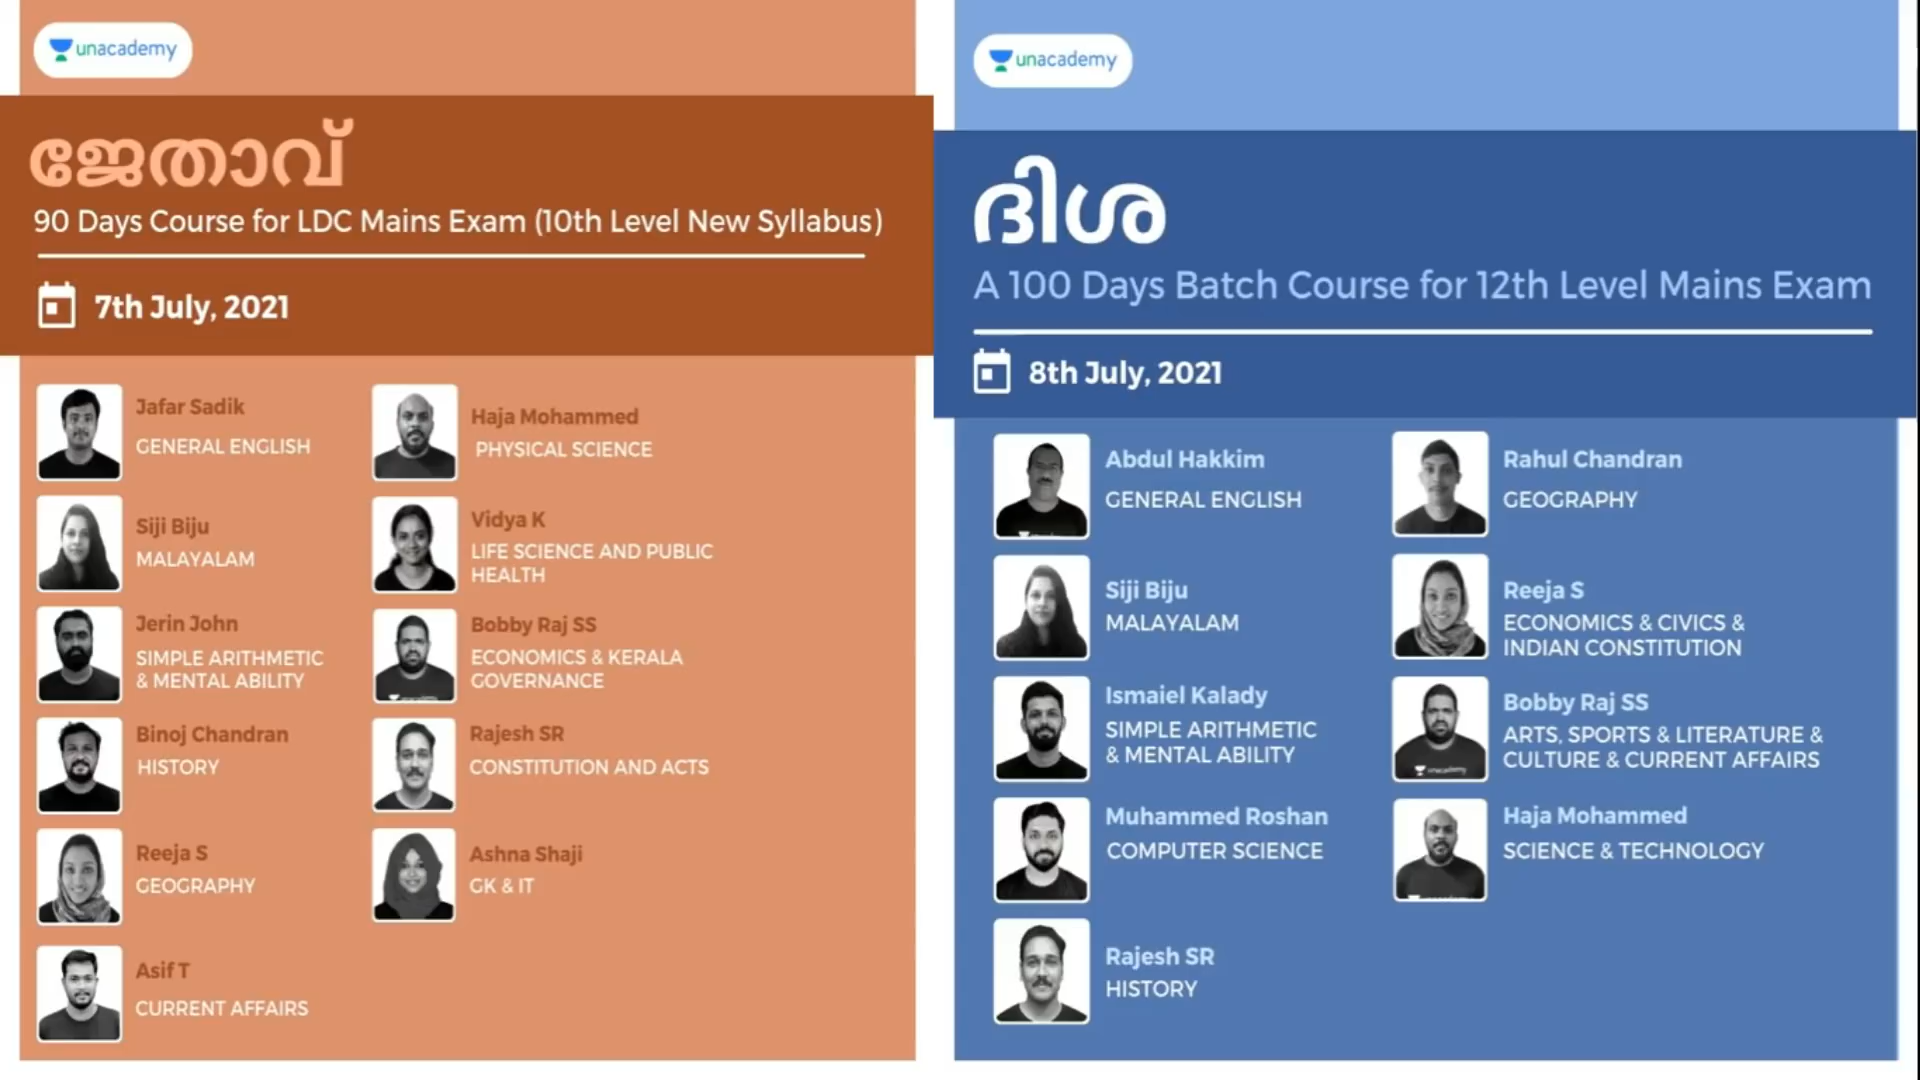 unacademy
ജേതാവ്
90 Days Course for LDC Mains Exam (10th Level New Syllabus)
7th July, 2021
Jafar Sadik
GENERAL ENGLISH
Siji Biju
MALAYALAM
Jerin John
SIMPLE ARITHMETIC
& MENTAL ABILITY
Binoj Chandran
HISTORY
Reeja S
GEOGRAPHY
Asif T
CURRENT AFFAIRS
Haja Mohammed
PHYSICAL SCIENCE
Vidya K
LIFE SCIENCE AND PUBLIC
HEALTH
Bobby Raj SS
ECONOMICS & KERALA
GOVERNANCE
Rajesh SR
CONSTITUTION AND ACTS
Ashna Shaji
GK & IT
unacademy
ദിശ
A 100 Days Batch Course for 12th Level Mains Exam
8th July, 2021
Abdul Hakkim
GENERAL ENGLISH
Siji Biju
MALAYALAM
Ismaiel Kalady
SIMPLE ARITHMETIC
& MENTAL ABILITY
Muhammed Roshan
COMPUTER SCIENCE
Rajesh SR
HISTORY
Rahul Chandran
GEOGRAPHY
Reeja S
ECONOMICS & CIVICS &
INDIAN CONSTITUTION
Bobby Raj SS
ARTS, SPORTS & LITERATURE &
CULTURE & CURRENT AFFAIRS
unacademy
Haja Mohammed
SCIENCE & TECHNOLOGY